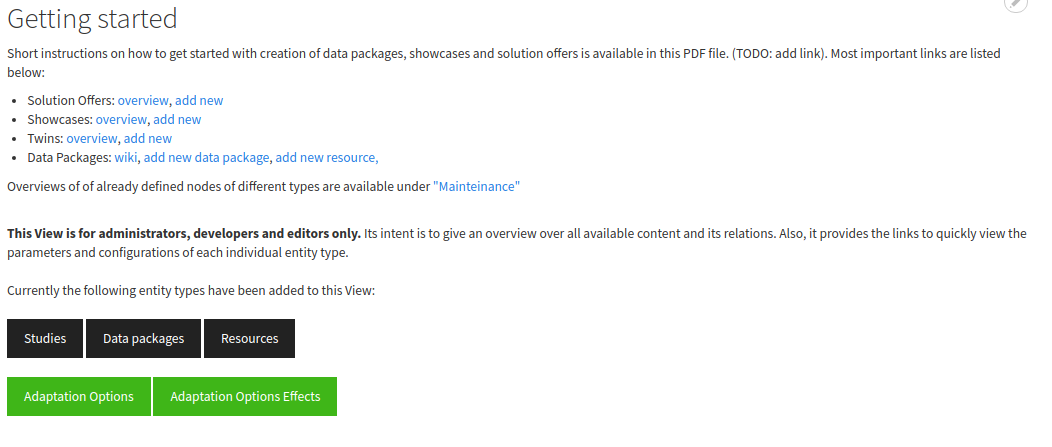 Getting started
Short instructions on how to get started with creation of data packages, showcases and solution offers is available in this PDF file. (TODO: add link). Most important links are listed
below:
• Solution Offers: overview, add new
• Showcases: overview, add new
• Twins: overview, add new
• Data Packages: wiki, add new data package, add new resource,
Overviews of of already defined nodes of different types are available under "Mainteinance"
This View is for administrators, developers and editors only. Its intent is to give an overview over all available content and its relations. Also, it provides the links to quickly view the
parameters and configurations of each individual entity type.
Currently the following entity types have been added to this View:
Studies Data packages Resources
Adaptation Options Adaptation Options Effects